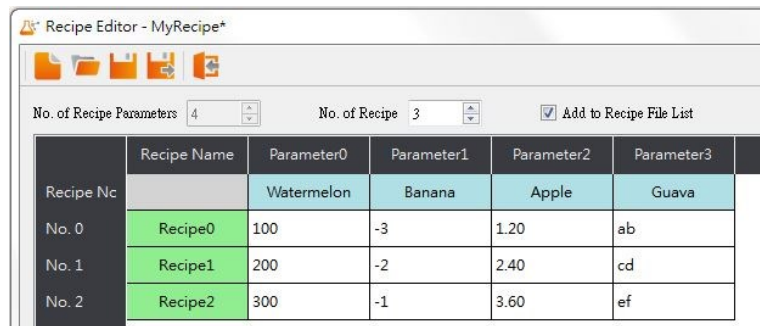 Recipe Editor - MyRecipe*
No. of Recipe Parameters 4 No. of Recipe 3 Add to Recipe File List
Recipe Name Parameter0 Parameter1 Parameter2 Parameter3
Recipe Nc Watermelon Banana Apple Guava
No. 0 Recipe0 100 -3 1.20 ab
No. 1 Recipe1 200 -2 2.40 cd
No. 2 Recipe2 300 -1 3.60 ef